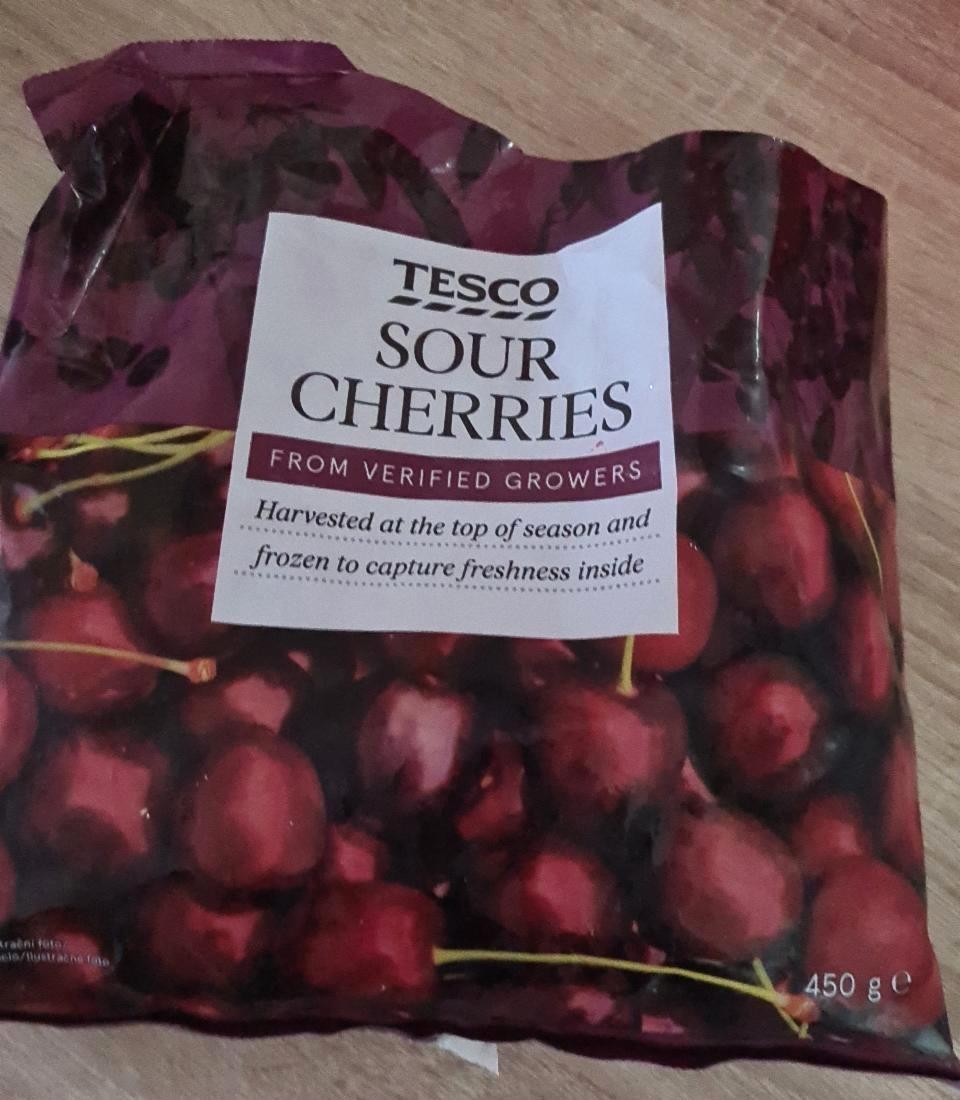 TESCO
SOUR
CHERRIES
FROM VERIFIED GROWERS
Harvested at the top of season and
frozen to capture freshness inside
450 g ℮